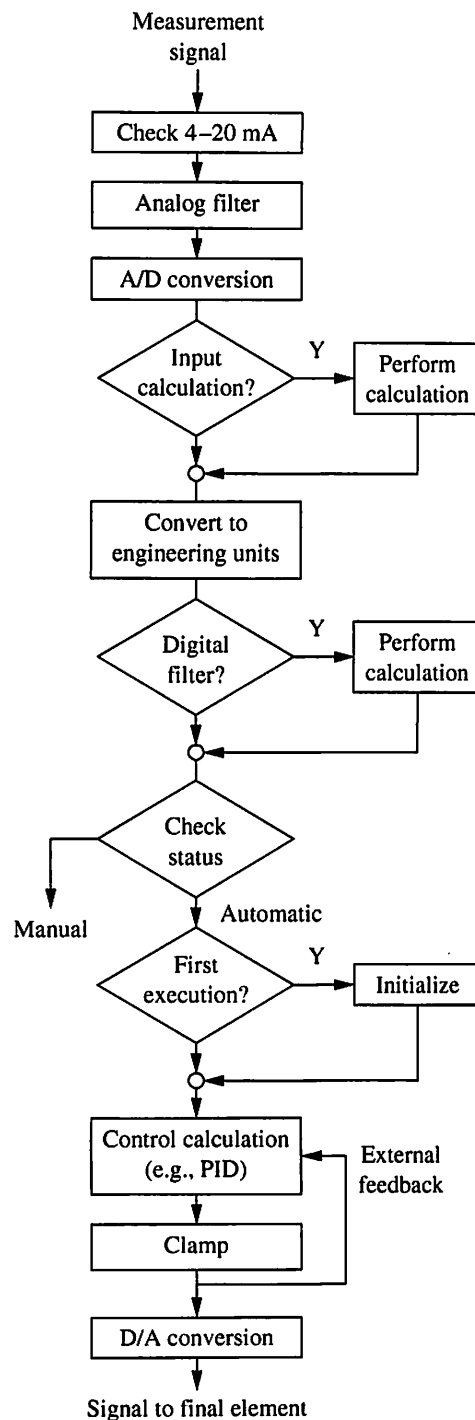 Measurement
signal
Check 4–20 mA
Analog filter
A/D conversion
Input
calculation?
Y
Perform
calculation
Convert to
engineering units
Digital
filter?
Y
Perform
calculation
Check
status
Manual
Automatic
First
execution?
Y
Initialize
Control calculation
(e.g., PID)
External
feedback
Clamp
D/A conversion
Signal to final element